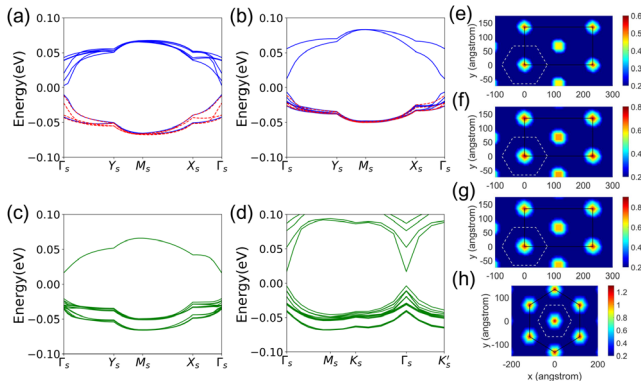 (a)
Energy(eV)
0.10
0.05
0.00
−0.05
−0.10
Γs
Ys
Ms
Xs
Γs
(b)
Energy(eV)
0.10
0.05
0.00
−0.05
−0.10
Γs
Ys
Ms
Xs
Γs
(c)
Energy(eV)
0.10
0.05
0.00
−0.05
−0.10
Γs
Ys
Ms
Xs
Γs
(d)
Energy(eV)
0.10
0.05
0.00
−0.05
−0.10
Γs
Ms
Ks
Γs
K's
(e)
y (angstrom)
150
100
50
0
-50
-100
0
100
200
300
0.8
0.6
0.4
0.2
(f)
y (angstrom)
150
100
50
0
-50
-100
0
100
200
300
0.8
0.6
0.4
0.2
(g)
y (angstrom)
150
100
50
0
-50
-100
0
100
200
300
0.8
0.6
0.4
0.2
(h)
y (angstrom)
100
0
-100
-200
0
200
x (angstrom)
1.2
1
0.8
0.6
0.4
0.2